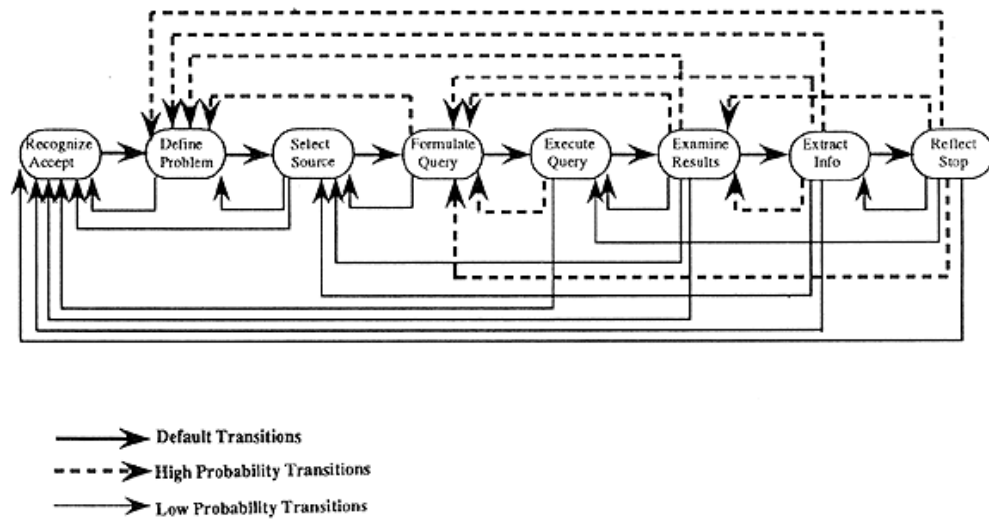 Recognize
Accept
Define
Problem
Select
Source
Formulate
Query
Execute
Query
Examine
Results
Extract
Info
Reflect
Stop
Default Transitions
High Probability Transitions
Low Probability Transitions